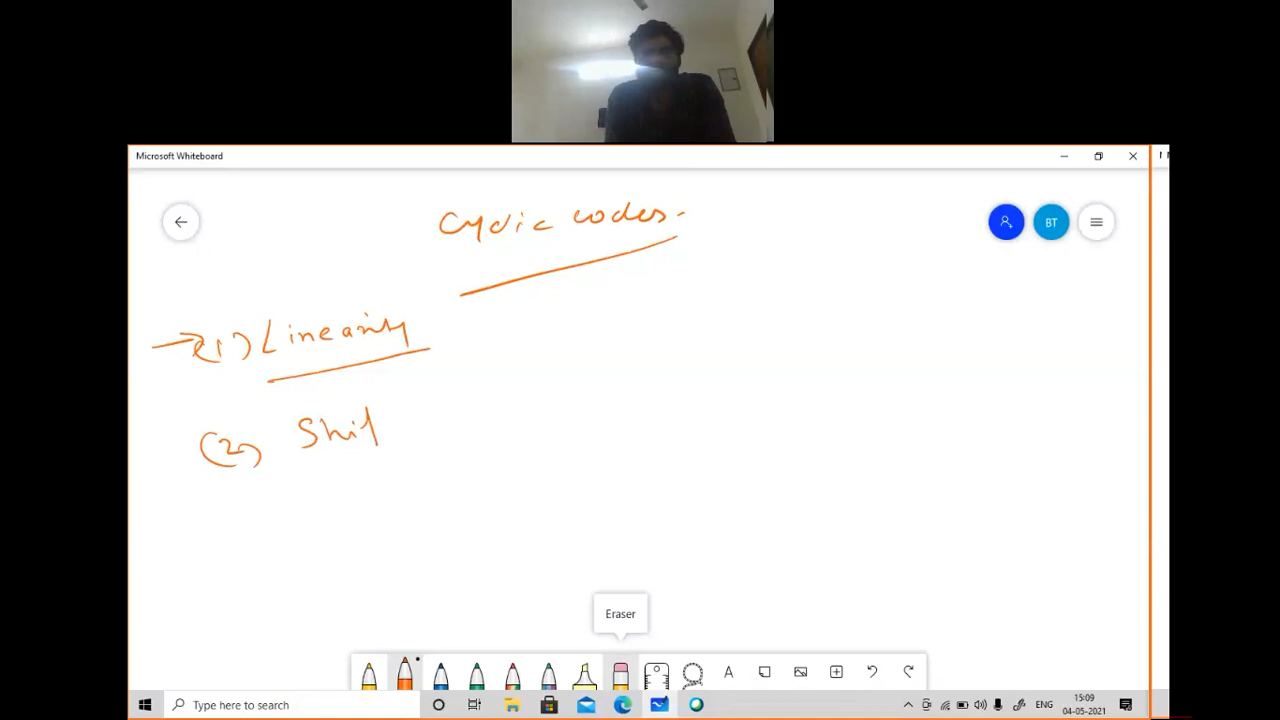 Microsoft Whiteboard
Cyclic codes.
BT
(1) Linearity
(2) Shif
Eraser
A
Type here to search
ENG
15:09
04-05-2021